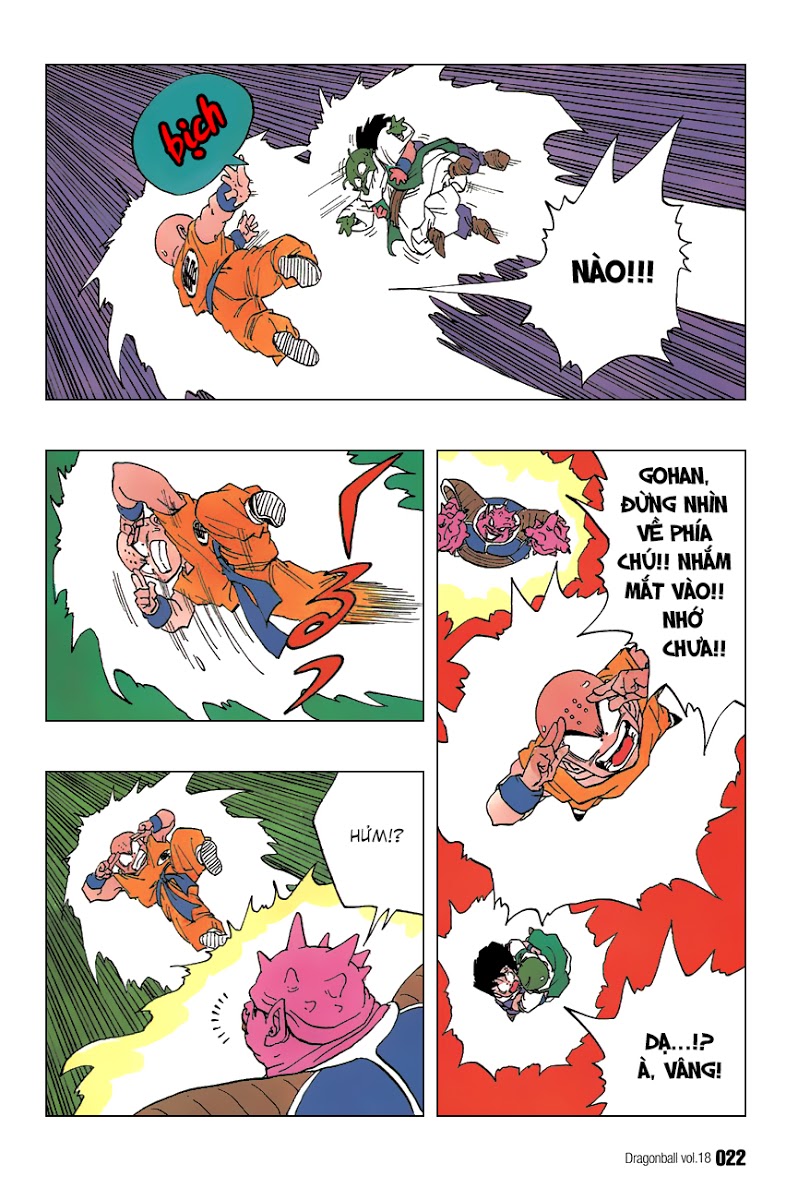 bịch
NÀO!!!
GOHAN,
ĐỪNG NHÌN
VỀ PHÍA
CHÚ!! NHẮM
MẮT VÀO!!
NHỚ
CHƯA!!
HỬM!?
DẠ...!?
À, VÂNG!
Dragonball vol.18 022